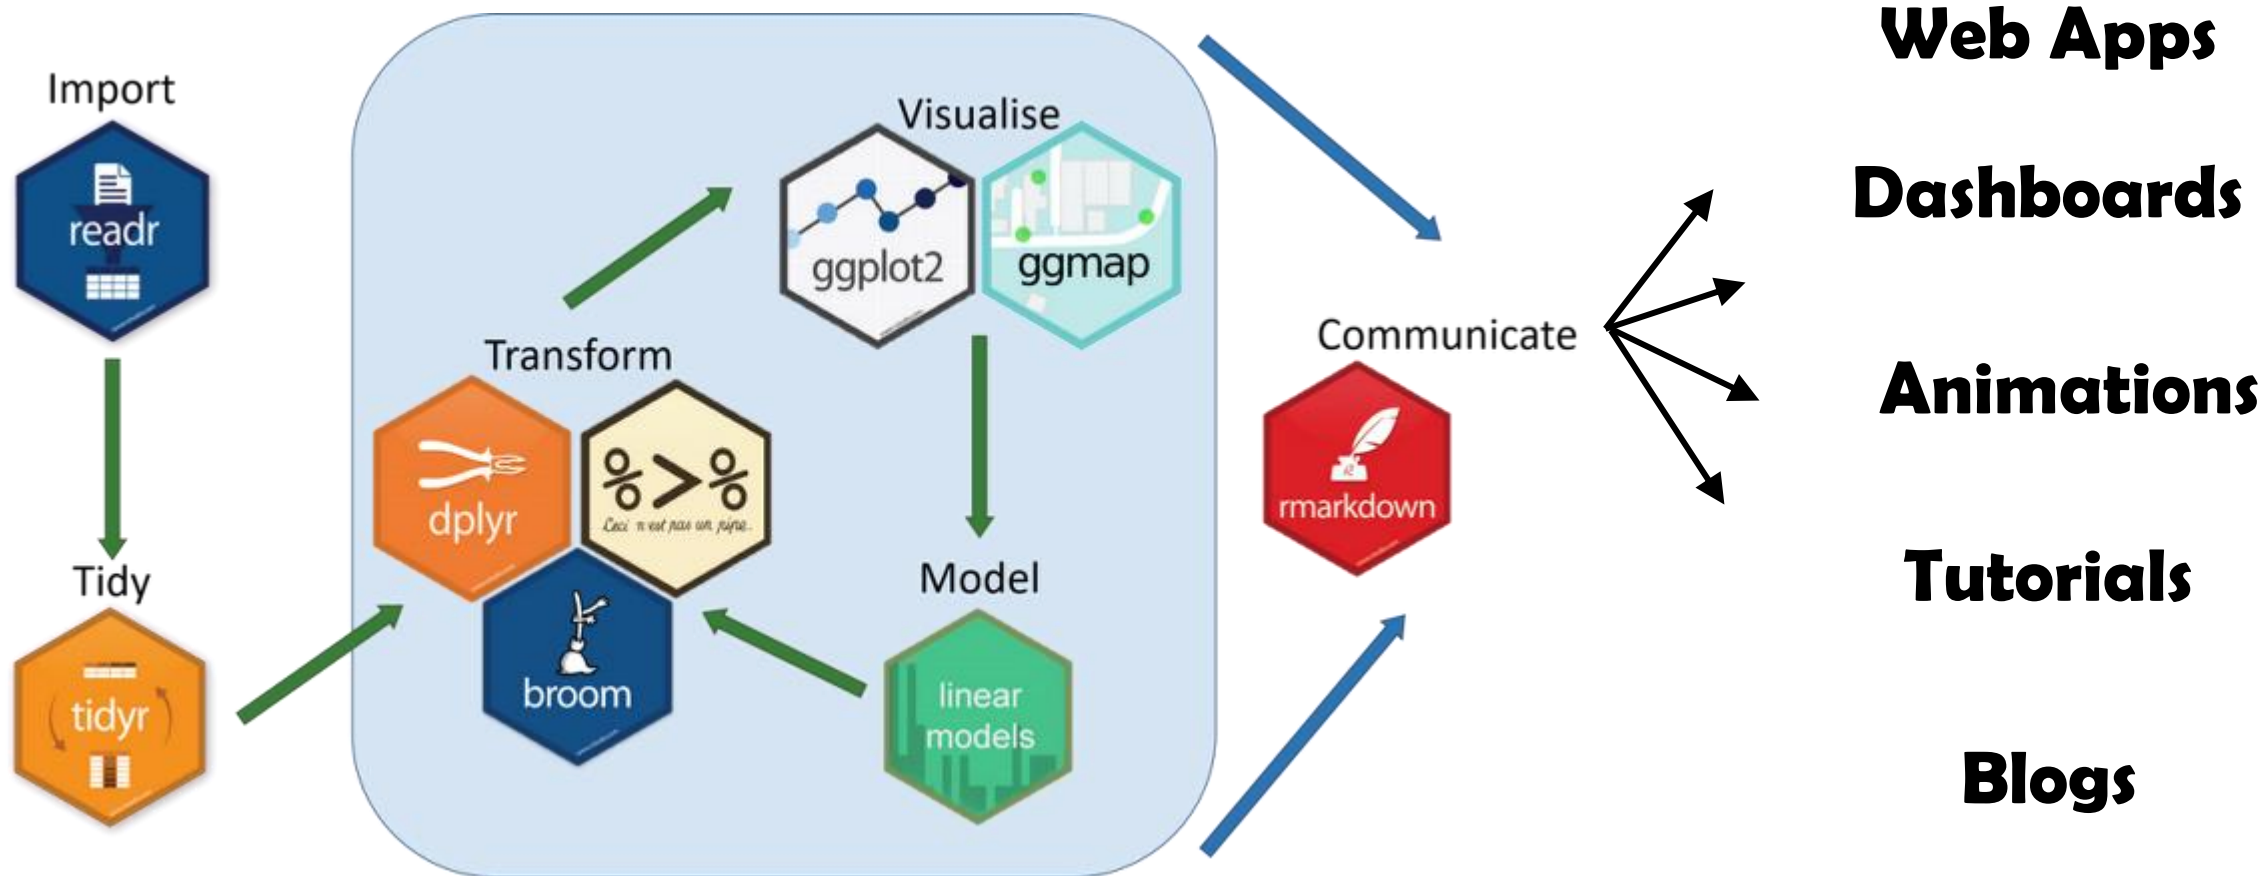 Import
readr
Tidy
tidyr
Transform
dplyr
%>%
broom
Visualise
ggplot2
ggmap
Model
linear
models
Communicate
rmarkdown
Web Apps
Dashboards
Animations
Tutorials
Blogs